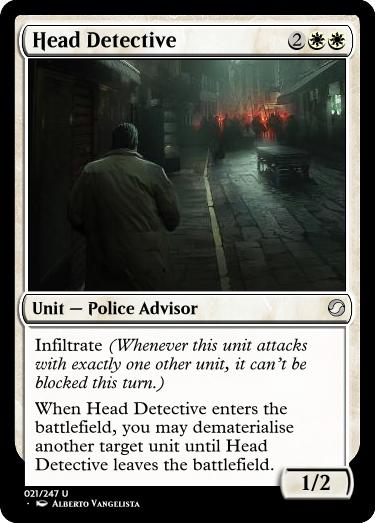 Head Detective 2
Unit — Police Advisor
Infiltrate (Whenever this unit attacks
with exactly one other unit, it can't be
blocked this turn.)
When Head Detective enters the
battlefield, you may dematerialise
another target unit until Head
Detective leaves the battlefield.
1/2
021/247 U
· Alberto Vangelista